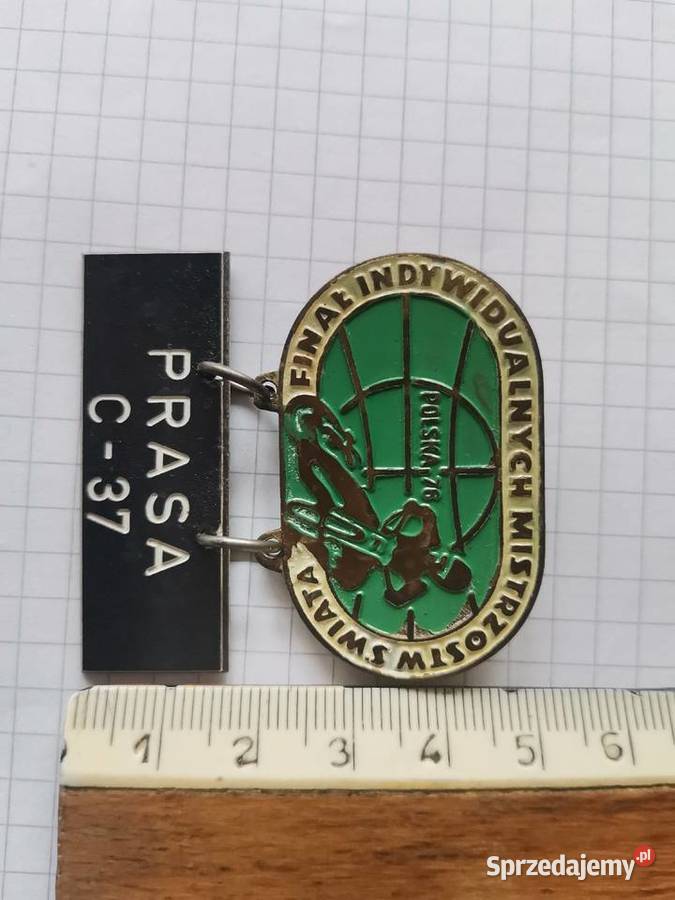 PRASA
C-37
FINAŁ INDYWIDUALNYCH MISTRZOSTW ŚWIATA
POLSKA 76
1 2 3 4 5 6
Sprzedajemy.pl